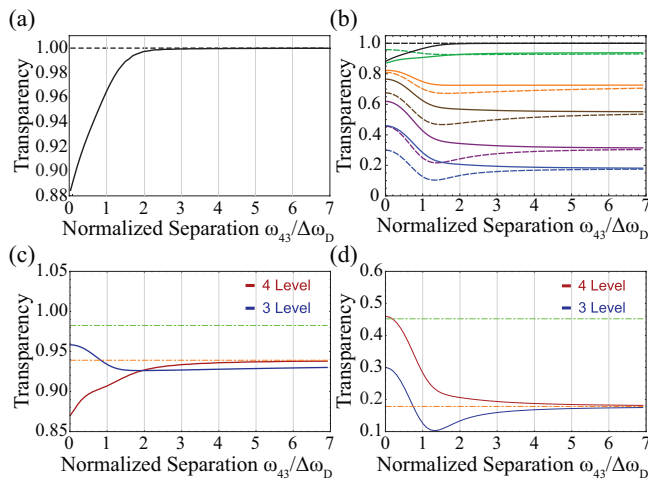 (a)
Transparency
1.00
0.98
0.96
0.94
0.92
0.90
0.88
0 1 2 3 4 5 6 7
Normalized Separation ω43/ΔωD
(b)
Transparency
1.0
0.8
0.6
0.4
0.2
0
0 1 2 3 4 5 6 7
Normalized Separation ω43/ΔωD
(c)
Transparency
1.05
1.00
0.95
0.90
0.85
4 Level
3 Level
0 1 2 3 4 5 6 7
Normalized Separation ω43/ΔωD
(d)
Transparency
0.6
0.5
0.4
0.3
0.2
0.1
4 Level
3 Level
0 1 2 3 4 5 6 7
Normalized Separation ω43/ΔωD